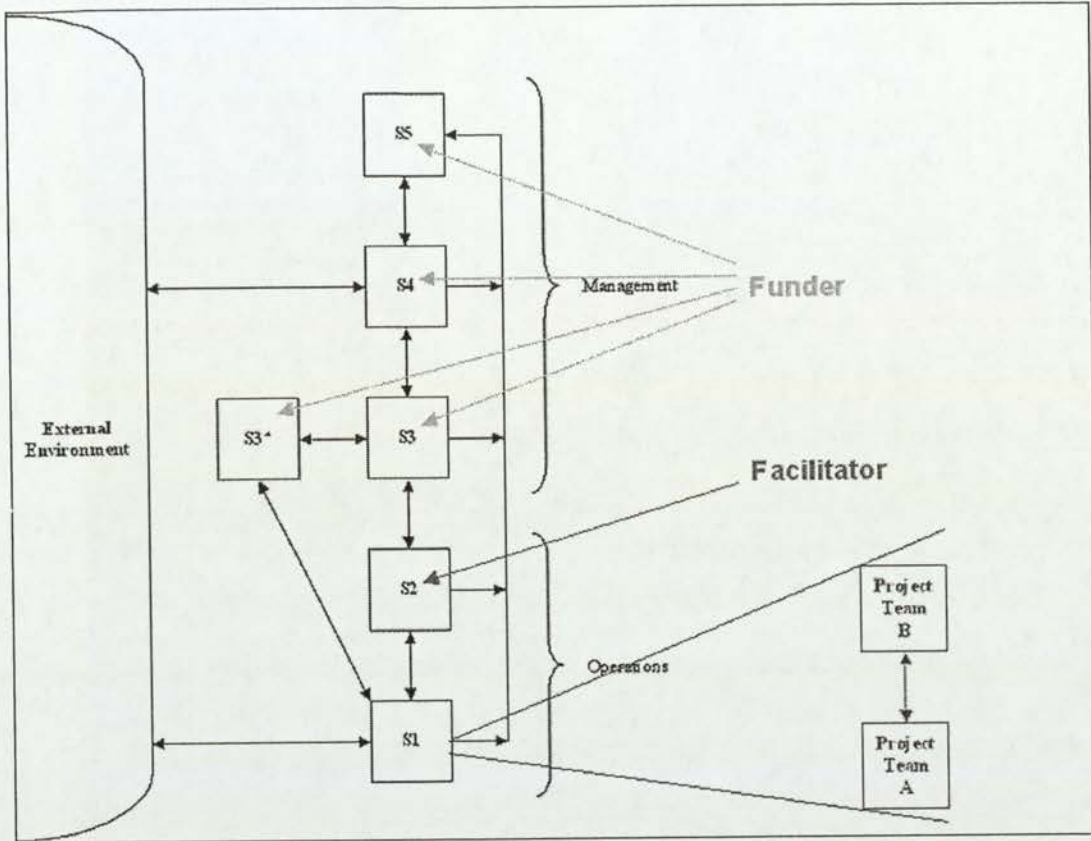 S5
S4
Management
Funder
External
Environment
S3*
S3
Facilitator
S2
Project
Team
B
Operations
S1
Project
Team
A